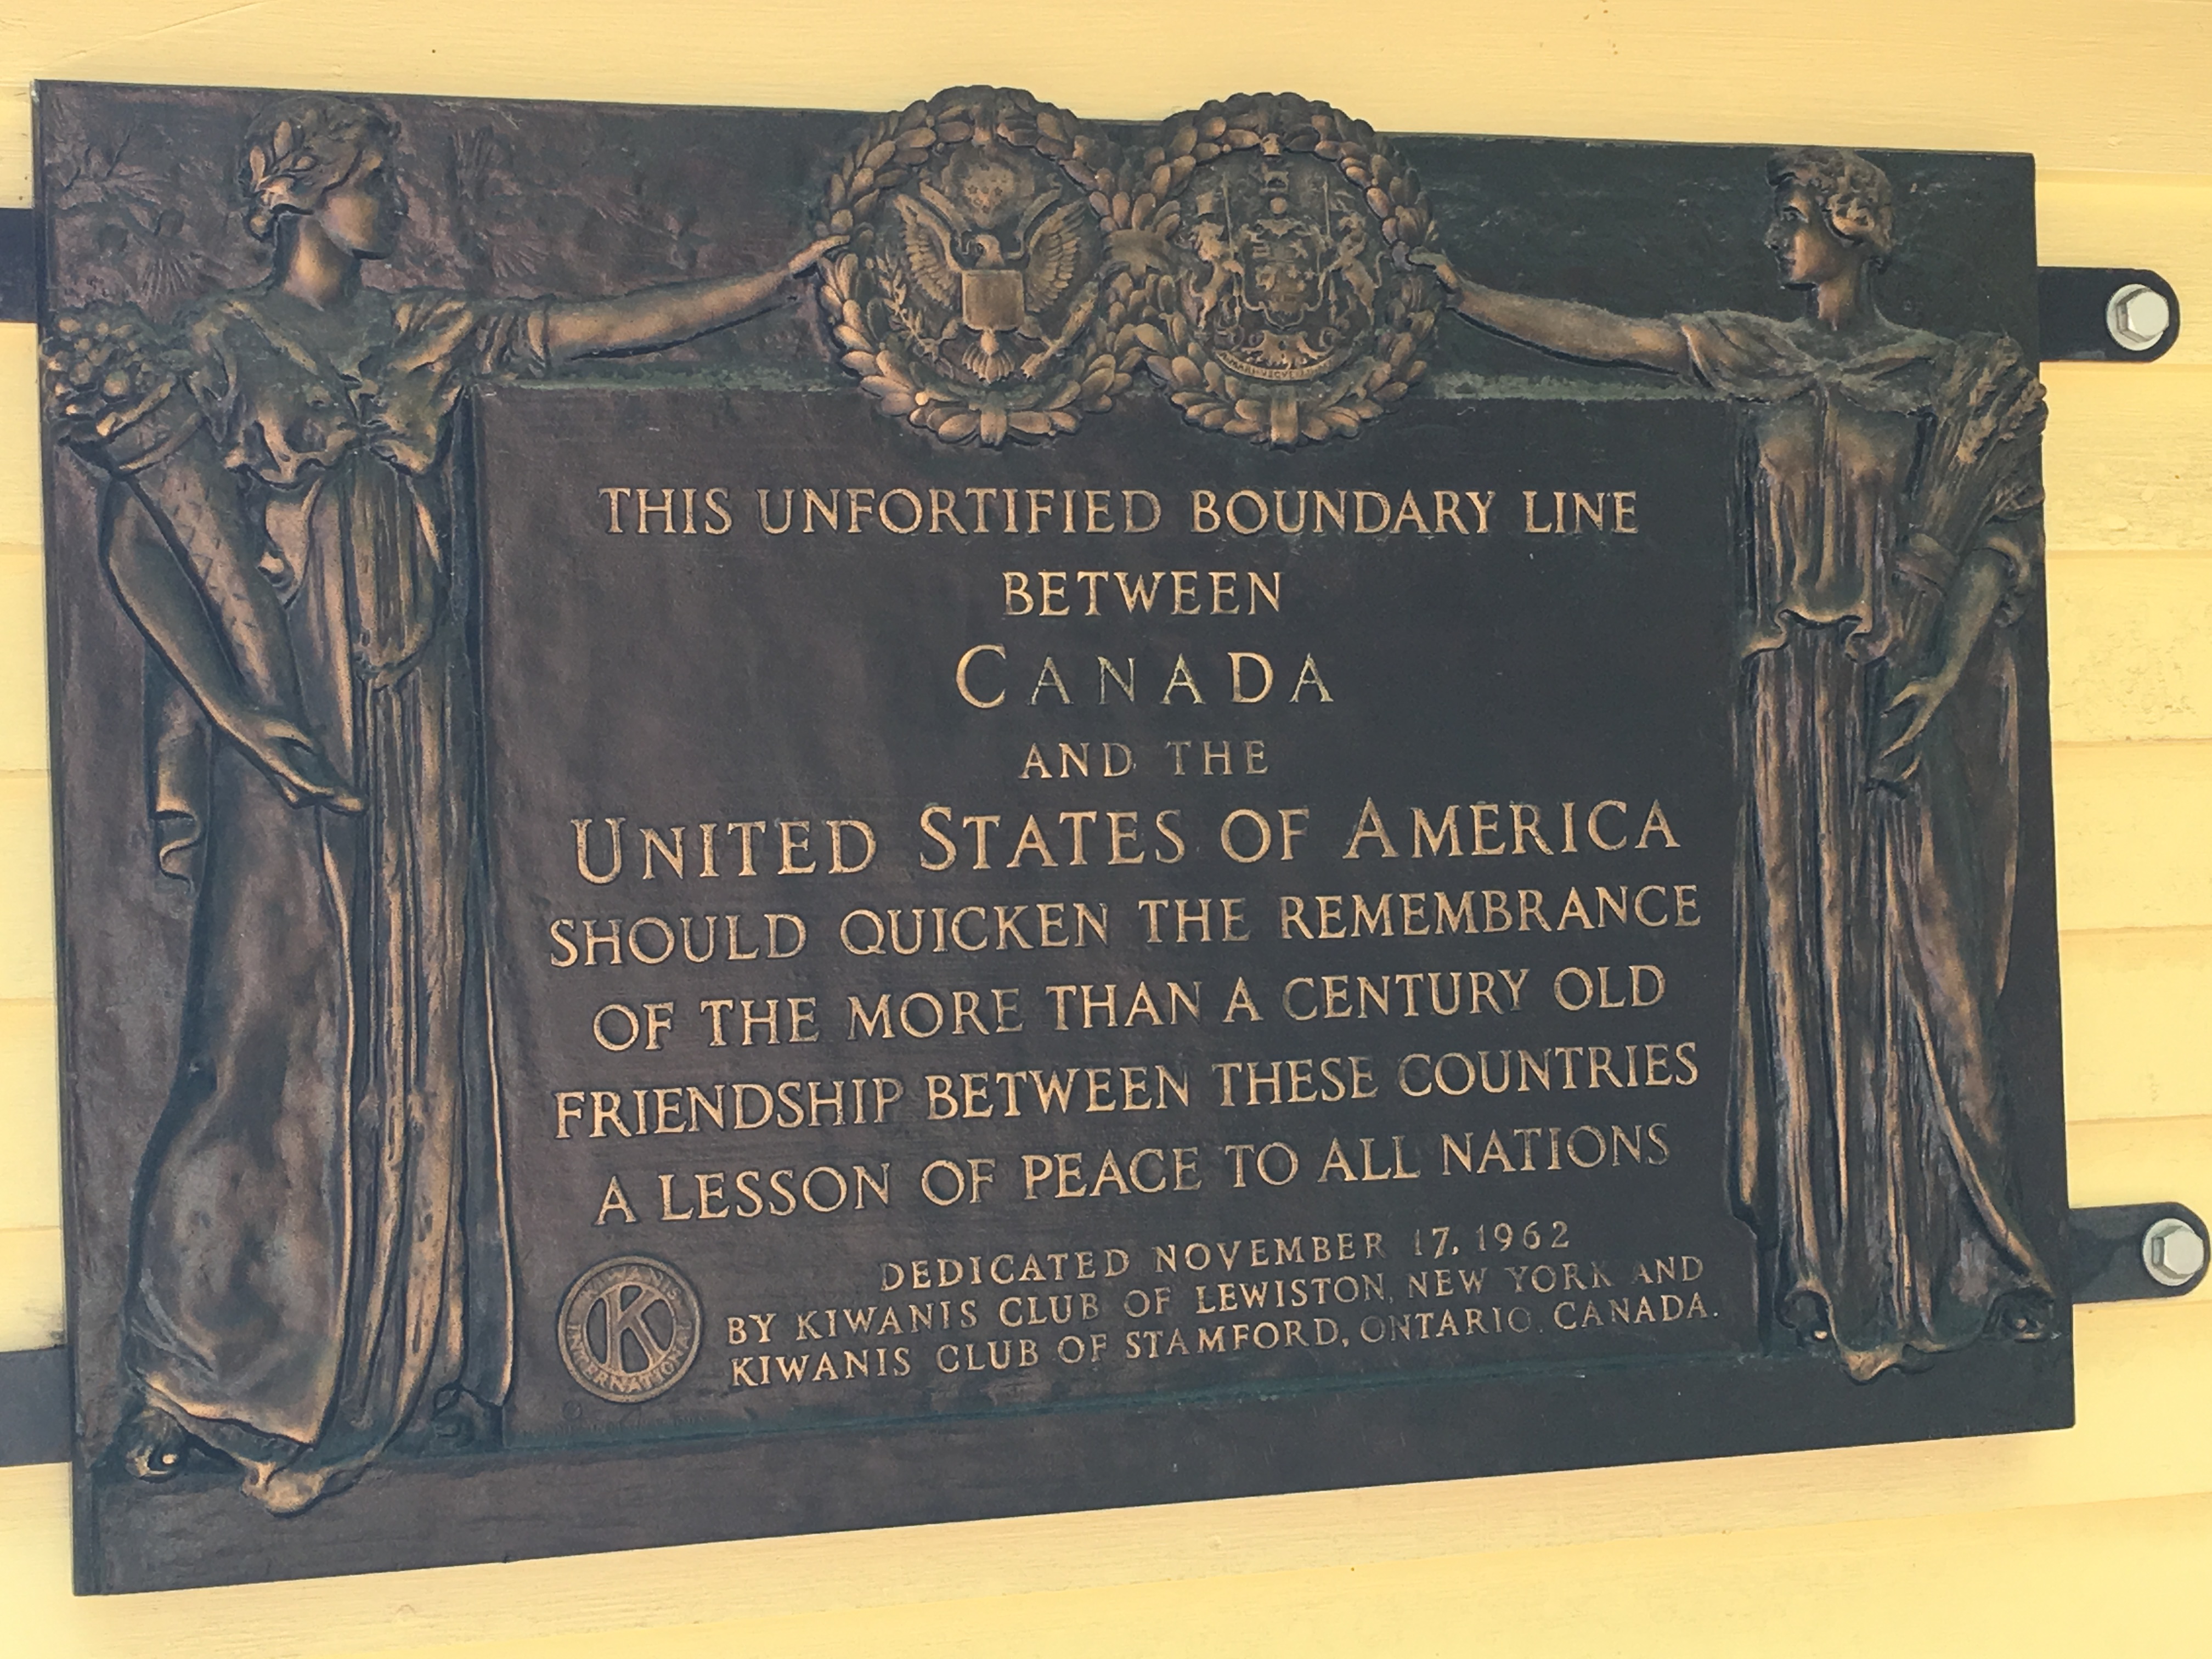 THIS UNFORTIFIED BOUNDARY LINE
BETWEEN
CANADA
AND THE
UNITED STATES OF AMERICA
SHOULD QUICKEN THE REMEMBRANCE
OF THE MORE THAN A CENTURY OLD
FRIENDSHIP BETWEEN THESE COUNTRIES
A LESSON OF PEACE TO ALL NATIONS
DEDICATED NOVEMBER 17, 1962
BY KIWANIS CLUB OF LEWISTON, NEW YORK AND
KIWANIS CLUB OF STAMFORD, ONTARIO. CANADA.
KIWANIS
K
INTERNATIONAL